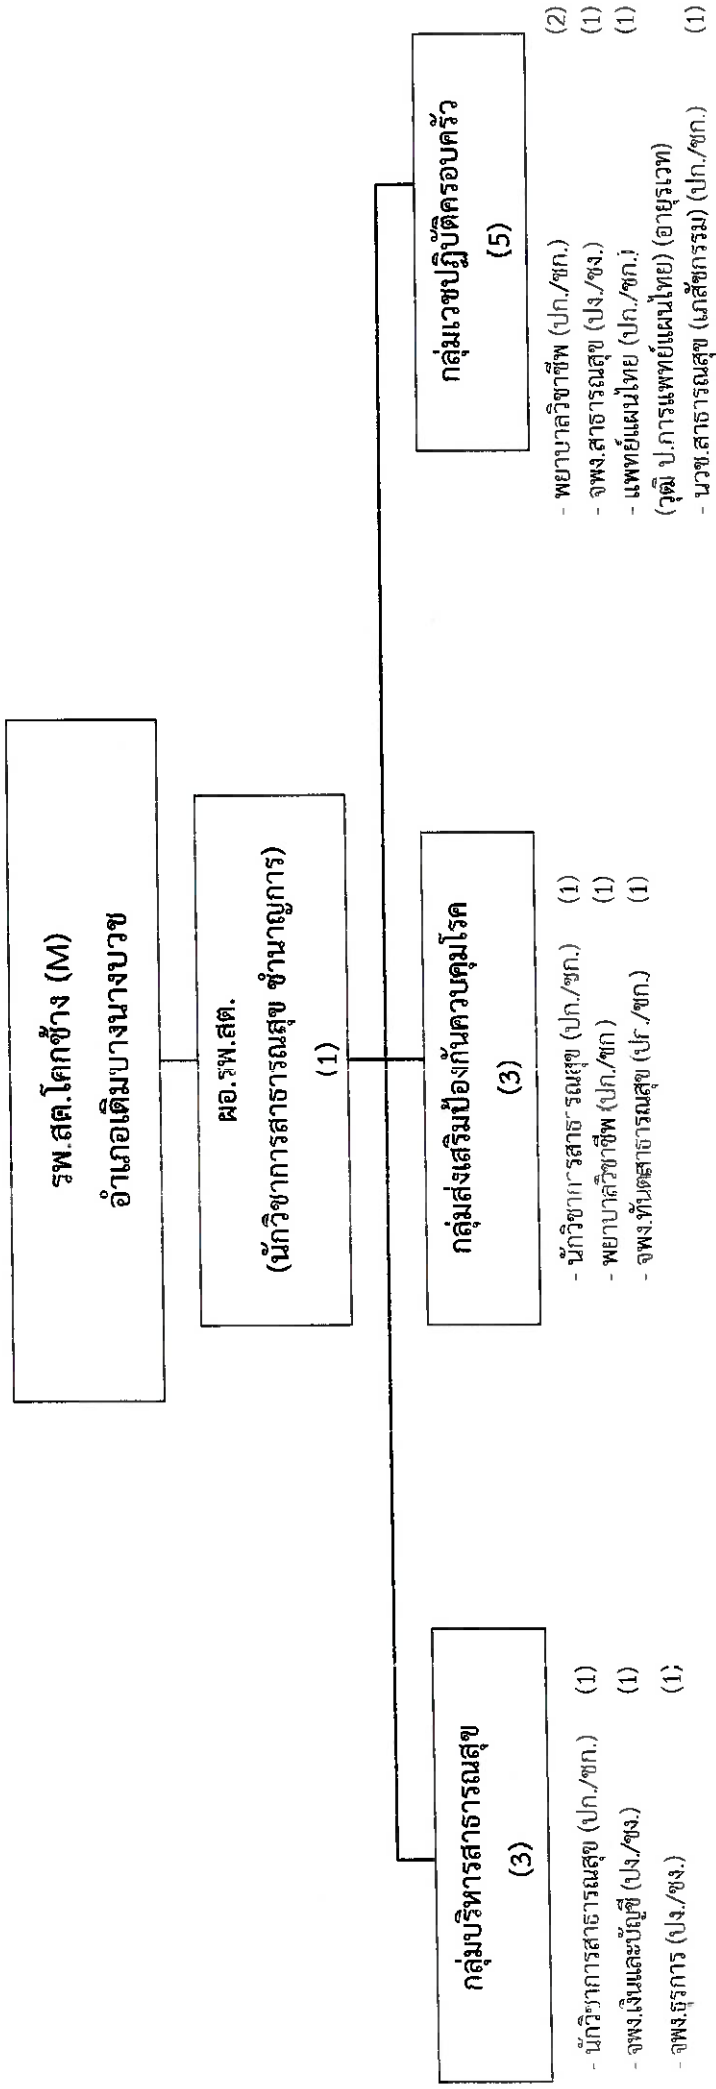 รพ.สต.โคกช้าง (M)
อำเภอเดิมบางนางบวช
ผอ.รพ.สต.
(นักวิชาการสาธารณสุข ชำนาญการ)
(1)
กลุ่มบริหารสาธารณสุข
(3)
- นักวิชาการสาธารณสุข (ปก./ชก.) (1)
- จพง.เงินและบัญชี (ปง./ชง.) (1)
- จพง.ธุรการ (ปง./ชง.) (1)
กลุ่มส่งเสริมป้องกันควบคุมโรค
(3)
- นักวิชาการสาธารณสุข (ปก./ชก.) (1)
- พยาบาลวิชาชีพ (ปก./ชก) (1)
- จพง.ทันตสาธารณสุข (ปก./ชก.) (1)
กลุ่มเวชปฏิบัติครอบครัว
(5)
- พยาบาลวิชาชีพ (ปก./ชก.) (2)
- จพง.สาธารณสุข (ปง./ชง.) (1)
- แพทย์แผนไทย (ปก./ชก.) (1)
(วุฒิ ป.การแพทย์แผนไทย) (อายุรเวท)
- นวช.สาธารณสุข (เภสัชกรรม) (ปก./ชก.) (1)